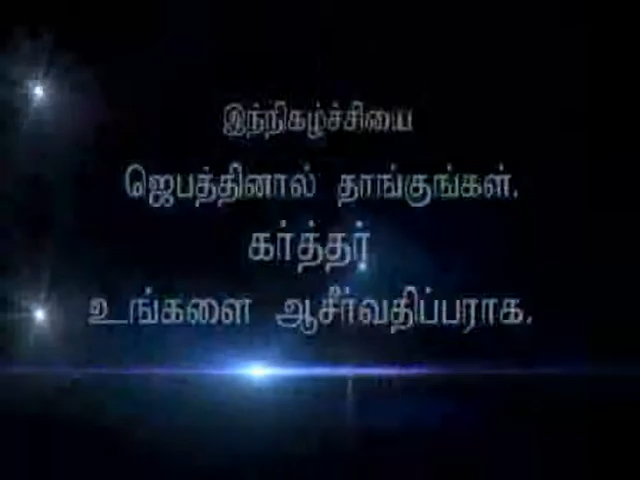 இந்நிகழ்ச்சியை
ஜெபத்தினால் தாங்குங்கள்.
கர்த்தர்
உங்களை ஆசீர்வதிப்பராக.